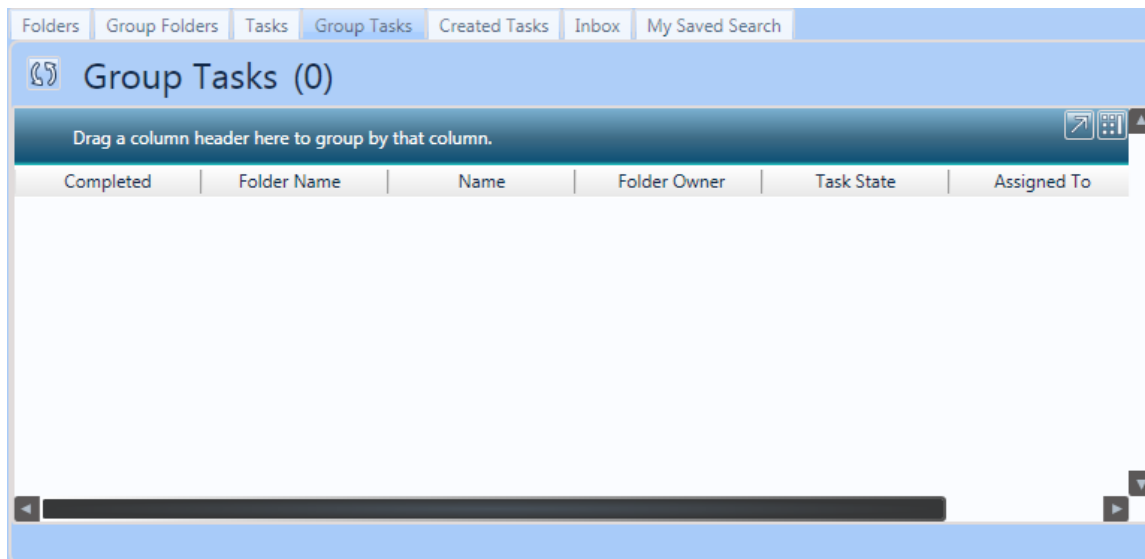 Folders Group Folders Tasks Group Tasks Created Tasks Inbox My Saved Search
Group Tasks (0)
Drag a column header here to group by that column.
Completed Folder Name Name Folder Owner Task State Assigned To